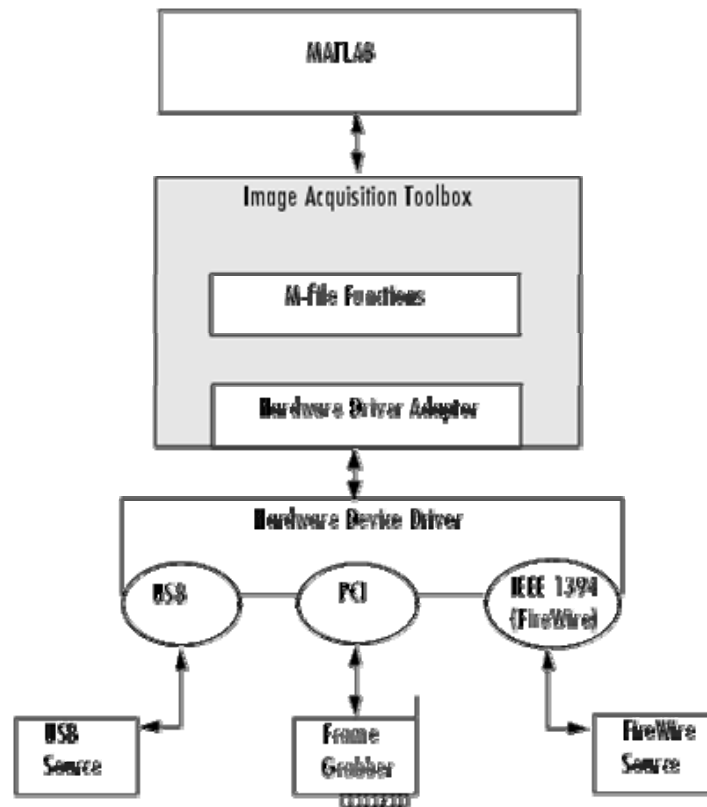 MATLAB
Image Acquisition Toolbox
M-file Functions
Hardware Driver Adaptor
Hardware Device Driver
USB
PCI
IEEE 1394
(FireWire)
USB
Source
Frame
Grabber
FireWire
Source